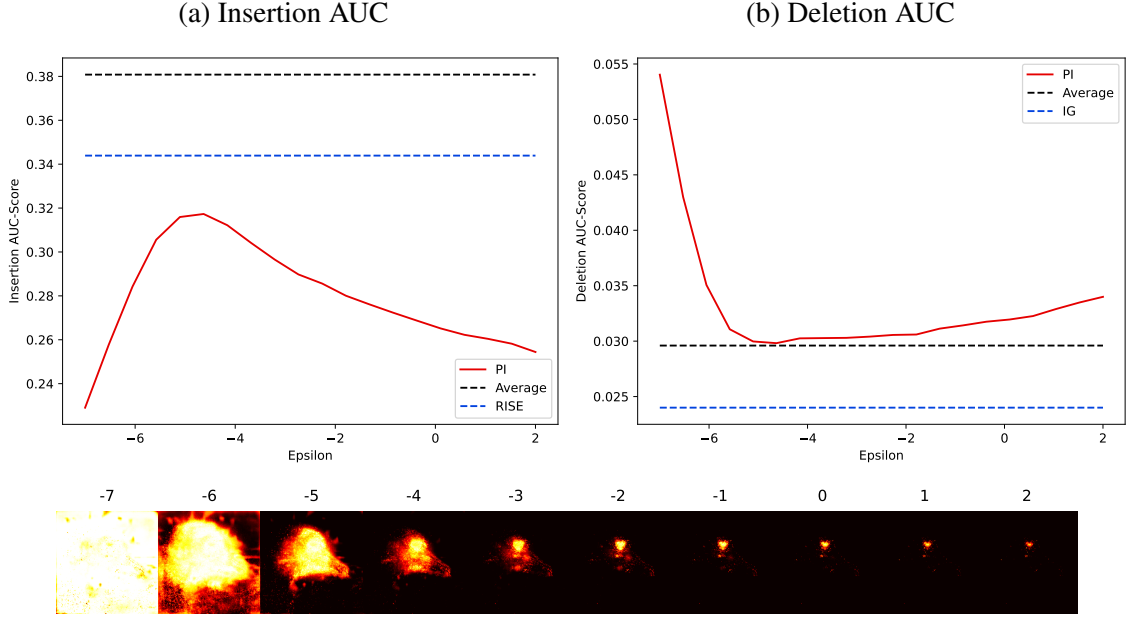 (a) Insertion AUC
(b) Deletion AUC
0.38
0.36
0.34
0.32
0.30
0.28
0.26
0.24
Insertion AUC-Score
−6
−4
−2
0
2
Epsilon
PI
Average
RISE
0.055
0.050
0.045
0.040
0.035
0.030
0.025
Deletion AUC-Score
−6
−4
−2
0
2
Epsilon
PI
Average
IG
-7 -6 -5 -4 -3 -2 -1 0 1 2